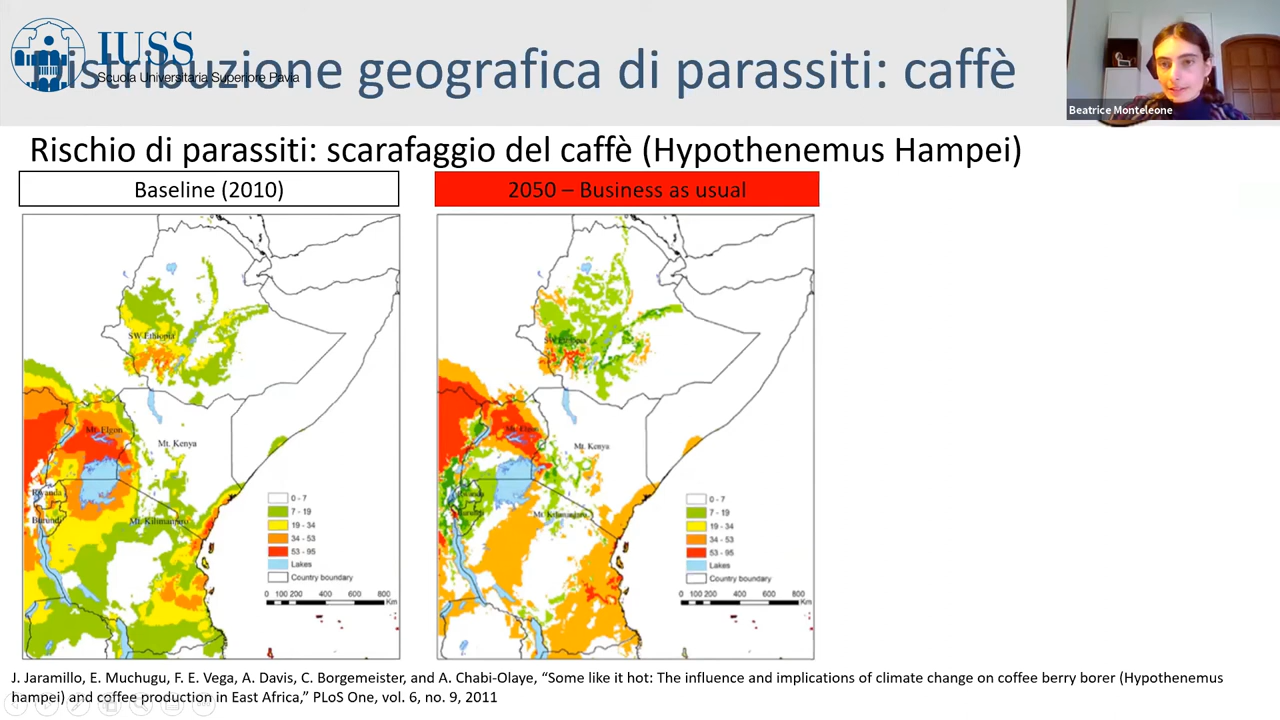 IUSS
Scuola Universitaria Superiore Pavia
Distribuzione geografica di parassiti: caffè
Beatrice Monteleone
Rischio di parassiti: scarafaggio del caffè (Hypothenemus Hampei)
Baseline (2010)
2050 – Business as usual
SW Ethiopia
Mt. Elgon
Mt. Kenya
Rwanda
Burundi
Mt. Kilimanjaro
0 - 7
7 - 19
19 - 34
34 - 53
53 - 95
Lakes
Country boundary
0 100 200 400 600 800
Km
SW Ethiopia
Mt. Elgon
Mt. Kenya
Rwanda
Burundi
Mt. Kilimanjaro
0 - 7
7 - 19
19 - 34
34 - 53
53 - 95
Lakes
Country boundary
0 100 200 400 600 800
Km
J. Jaramillo, E. Muchugu, F. E. Vega, A. Davis, C. Borgemeister, and A. Chabi-Olaye, “Some like it hot: The influence and implications of climate change on coffee berry borer (Hypothenemus
hampei) and coffee production in East Africa,” PLoS One, vol. 6, no. 9, 2011